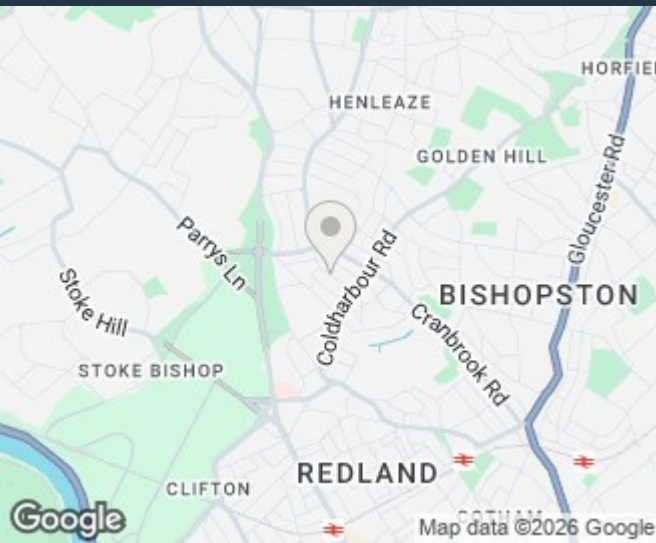 HORFIE
HENLEAZE
GOLDEN HILL
Gloucester Rd
Parrys Ln
Coldharbour Rd
Stoke Hill
BISHOPSTON
Cranbrook Rd
STOKE BISHOP
REDLAND
CLIFTON
COTHAM
Google
Map data ©2026 Google